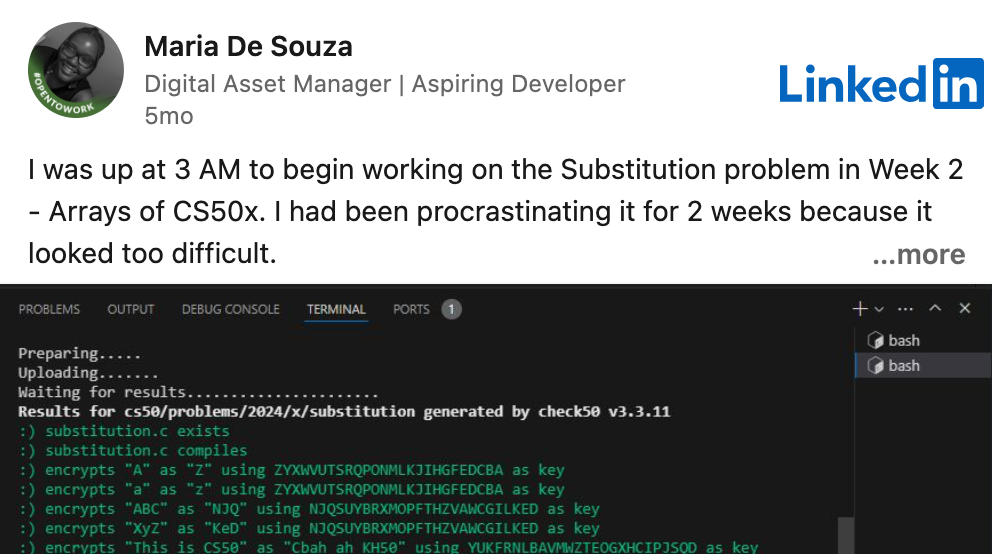 Maria De Souza
Digital Asset Manager | Aspiring Developer
5mo
#OPENTOWORK
LinkedIn
I was up at 3 AM to begin working on the Substitution problem in Week 2
- Arrays of CS50x. I had been procrastinating it for 2 weeks because it
looked too difficult.
...more
PROBLEMS OUTPUT DEBUG CONSOLE TERMINAL PORTS 1
bash
bash
Preparing.....
Uploading.......
Waiting for results......................
Results for cs50/problems/2024/x/substitution generated by check50 v3.3.11
:) substitution.c exists
:) substitution.c compiles
:) encrypts "A" as "Z" using ZYXWVUTSRQPONMLKJIHGFEDCBA as key
:) encrypts "a" as "z" using ZYXWVUTSRQPONMLKJIHGFEDCBA as key
:) encrypts "ABC" as "NJQ" using NJQSUYBRXMOPFTHZVAWCGILKED as key
:) encrypts "XyZ" as "KeD" using NJQSUYBRXMOPFTHZVAWCGILKED as key
:) encrypts "This is CS50" as "Cbah ah KH50" using YUKFRNLBAVMWZTEOGXHCIPJSQD as key